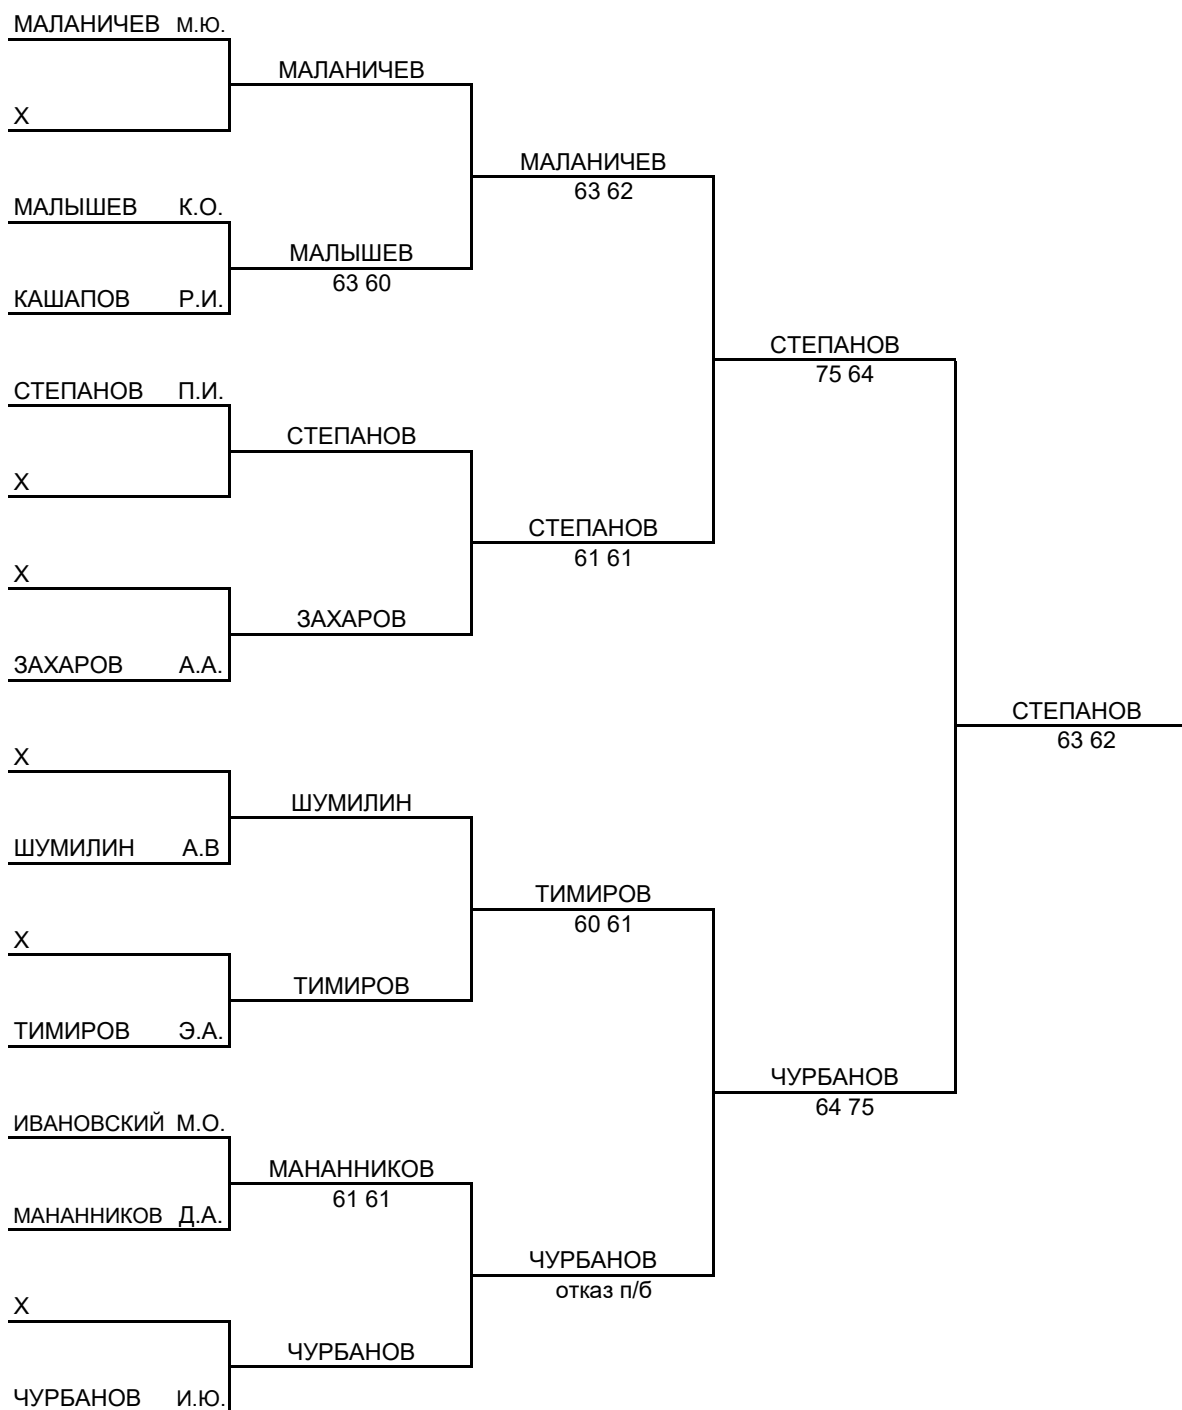 МАЛАНИЧЕВ М.Ю.
МАЛАНИЧЕВ
Х
МАЛАНИЧЕВ
63 62
МАЛЫШЕВ К.О.
МАЛЫШЕВ
63 60
КАШАПОВ Р.И.
СТЕПАНОВ
75 64
СТЕПАНОВ П.И.
СТЕПАНОВ
Х
СТЕПАНОВ
61 61
Х
ЗАХАРОВ
ЗАХАРОВ А.А.
СТЕПАНОВ
63 62
Х
ШУМИЛИН
ШУМИЛИН А.В
ТИМИРОВ
60 61
Х
ТИМИРОВ
ТИМИРОВ Э.А.
ЧУРБАНОВ
64 75
ИВАНОВСКИЙ М.О.
МАНАННИКОВ
61 61
МАНАННИКОВ Д.А.
ЧУРБАНОВ
отказ п/б
Х
ЧУРБАНОВ
ЧУРБАНОВ И.Ю.